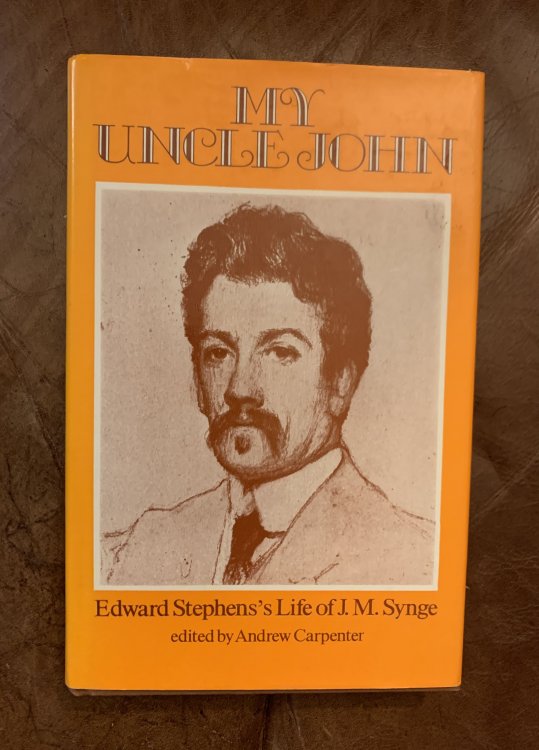 MY
UNCLE JOHN
Edward Stephens's Life of J. M. Synge
edited by Andrew Carpenter